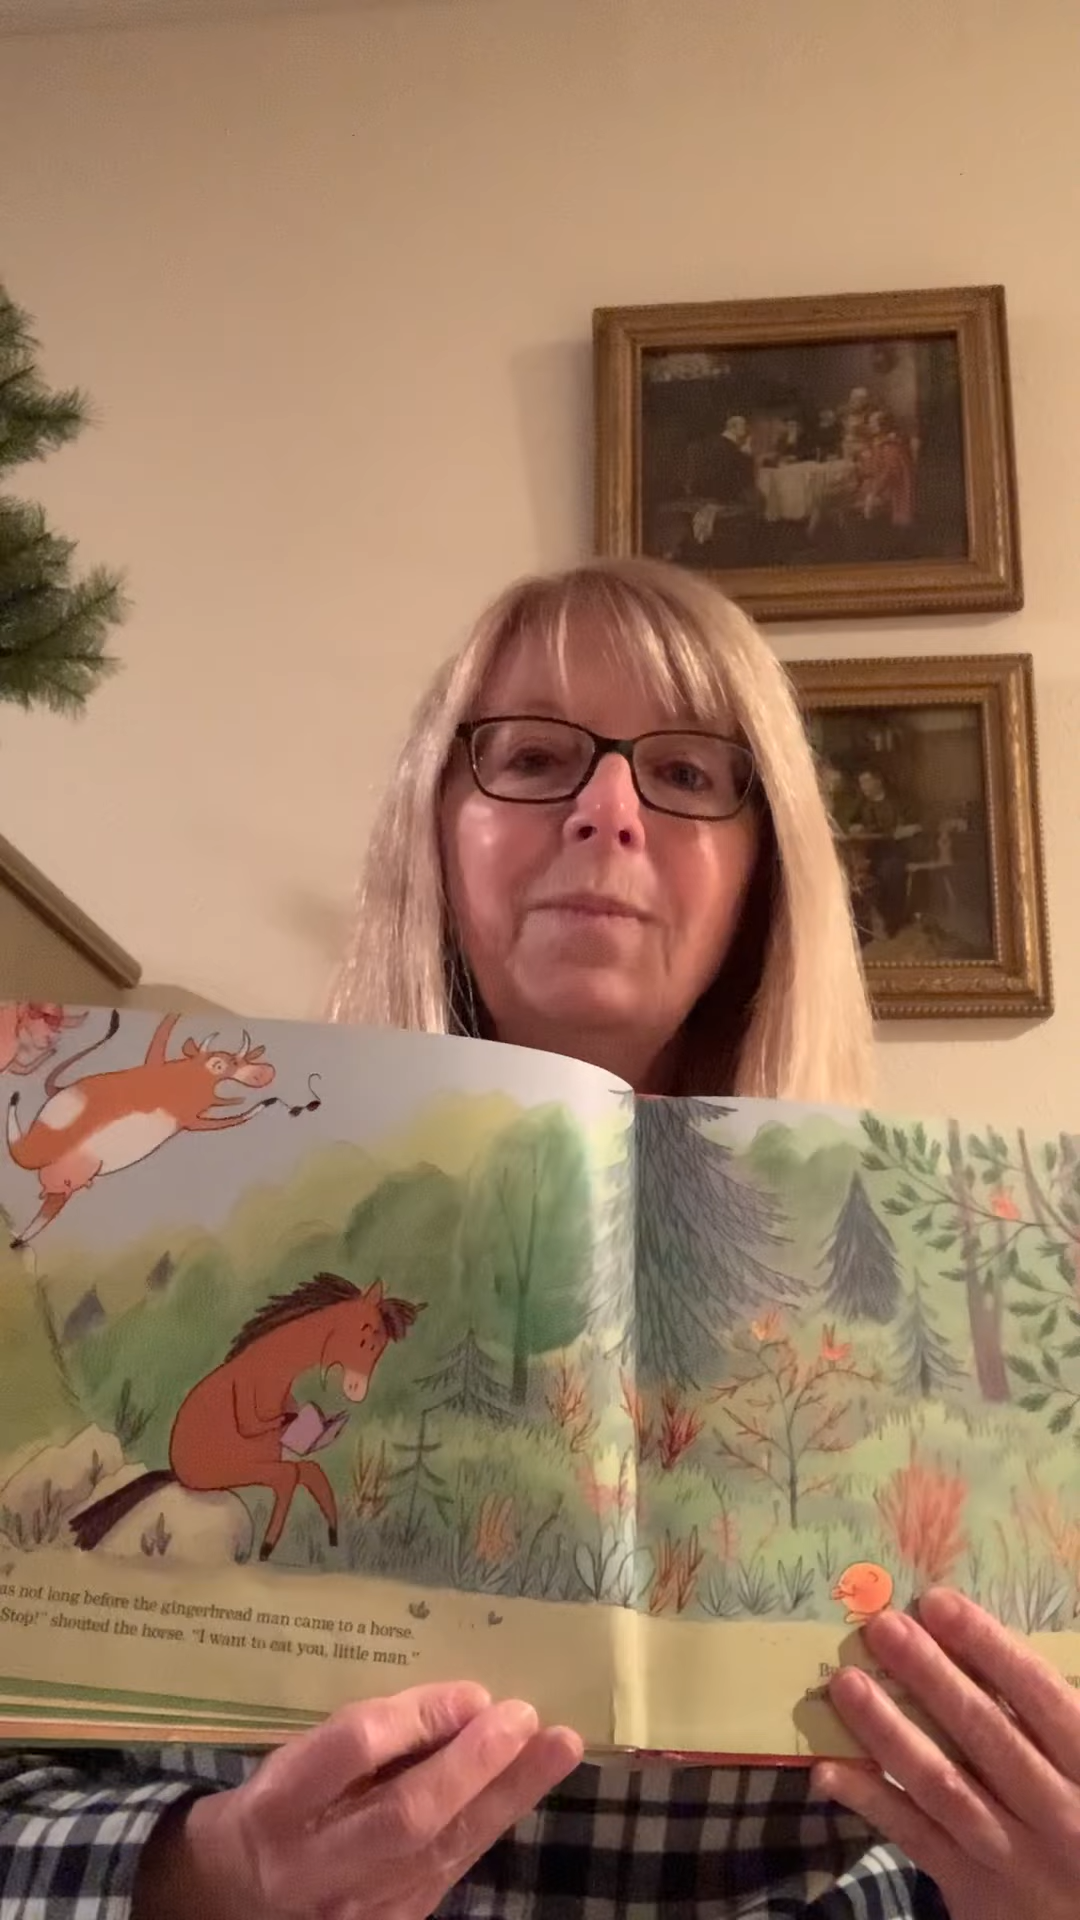 as not long before the gingerbread man came to a horse.
Stop!" shouted the horse. "I want to eat you, little man."